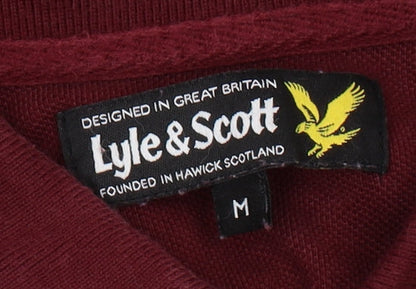 DESIGNED IN GREAT BRITAIN
Lyle & Scott
FOUNDED IN HAWICK SCOTLAND
M